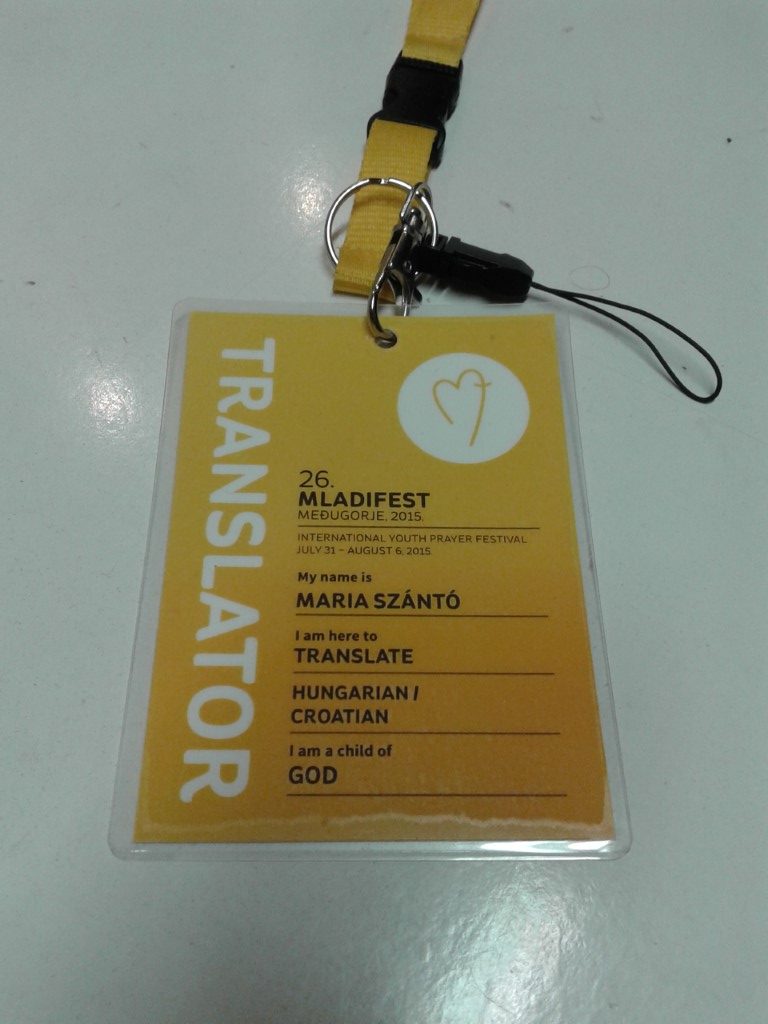 TRANSLATOR
26.
MLADIFEST
MEĐUGORJE, 2015.
INTERNATIONAL YOUTH PRAYER FESTIVAL
JULY 31 - AUGUST 6, 2015.
My name is
MARIA SZÁNTÓ
I am here to
TRANSLATE
HUNGARIAN /
CROATIAN
I am a child of
GOD